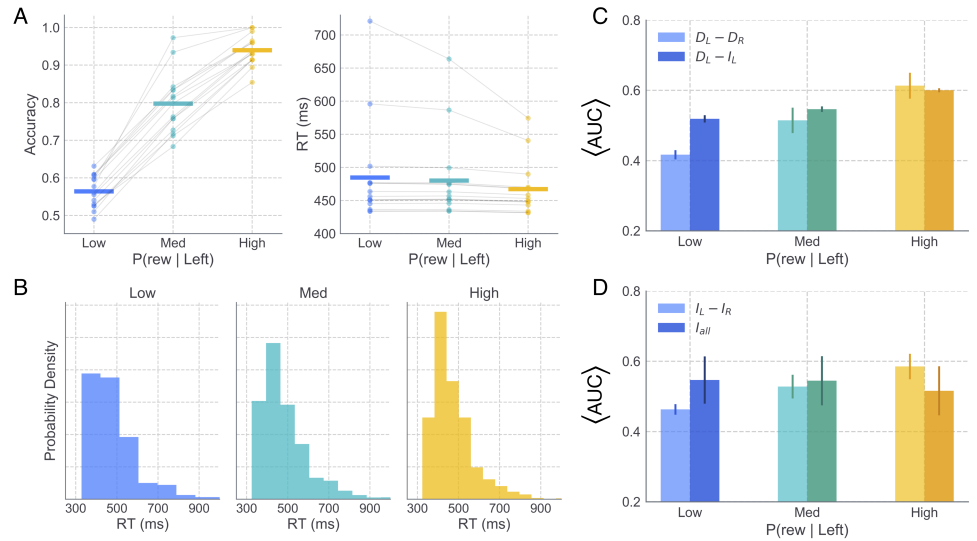 A
Accuracy
1.0
0.9
0.8
0.7
0.6
0.5
Low
Med
High
P(rew | Left)
RT (ms)
700
650
600
550
500
450
400
Low
Med
High
P(rew | Left)
B
Probability Density
Low
Med
High
300
500
700
900
RT (ms)
300
500
700
900
RT (ms)
300
500
700
900
RT (ms)
C
⟨AUC⟩
0.8
0.6
0.4
0.2
D_L − D_R
D_L − I_L
Low
Med
High
P(rew | Left)
D
⟨AUC⟩
0.8
0.6
0.4
0.2
I_L − I_R
I_all
Low
Med
High
P(rew | Left)